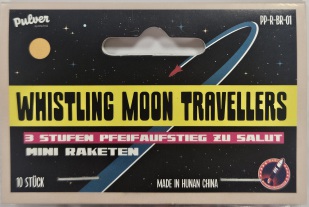 Pulver
PP-R-BR-01
WHISTLING MOON TRAVELLERS
3 STUFEN PFEIFAUFSTIEG ZU SALUT
MINI RAKETEN
10 STÜCK
MADE IN HUNAN CHINA